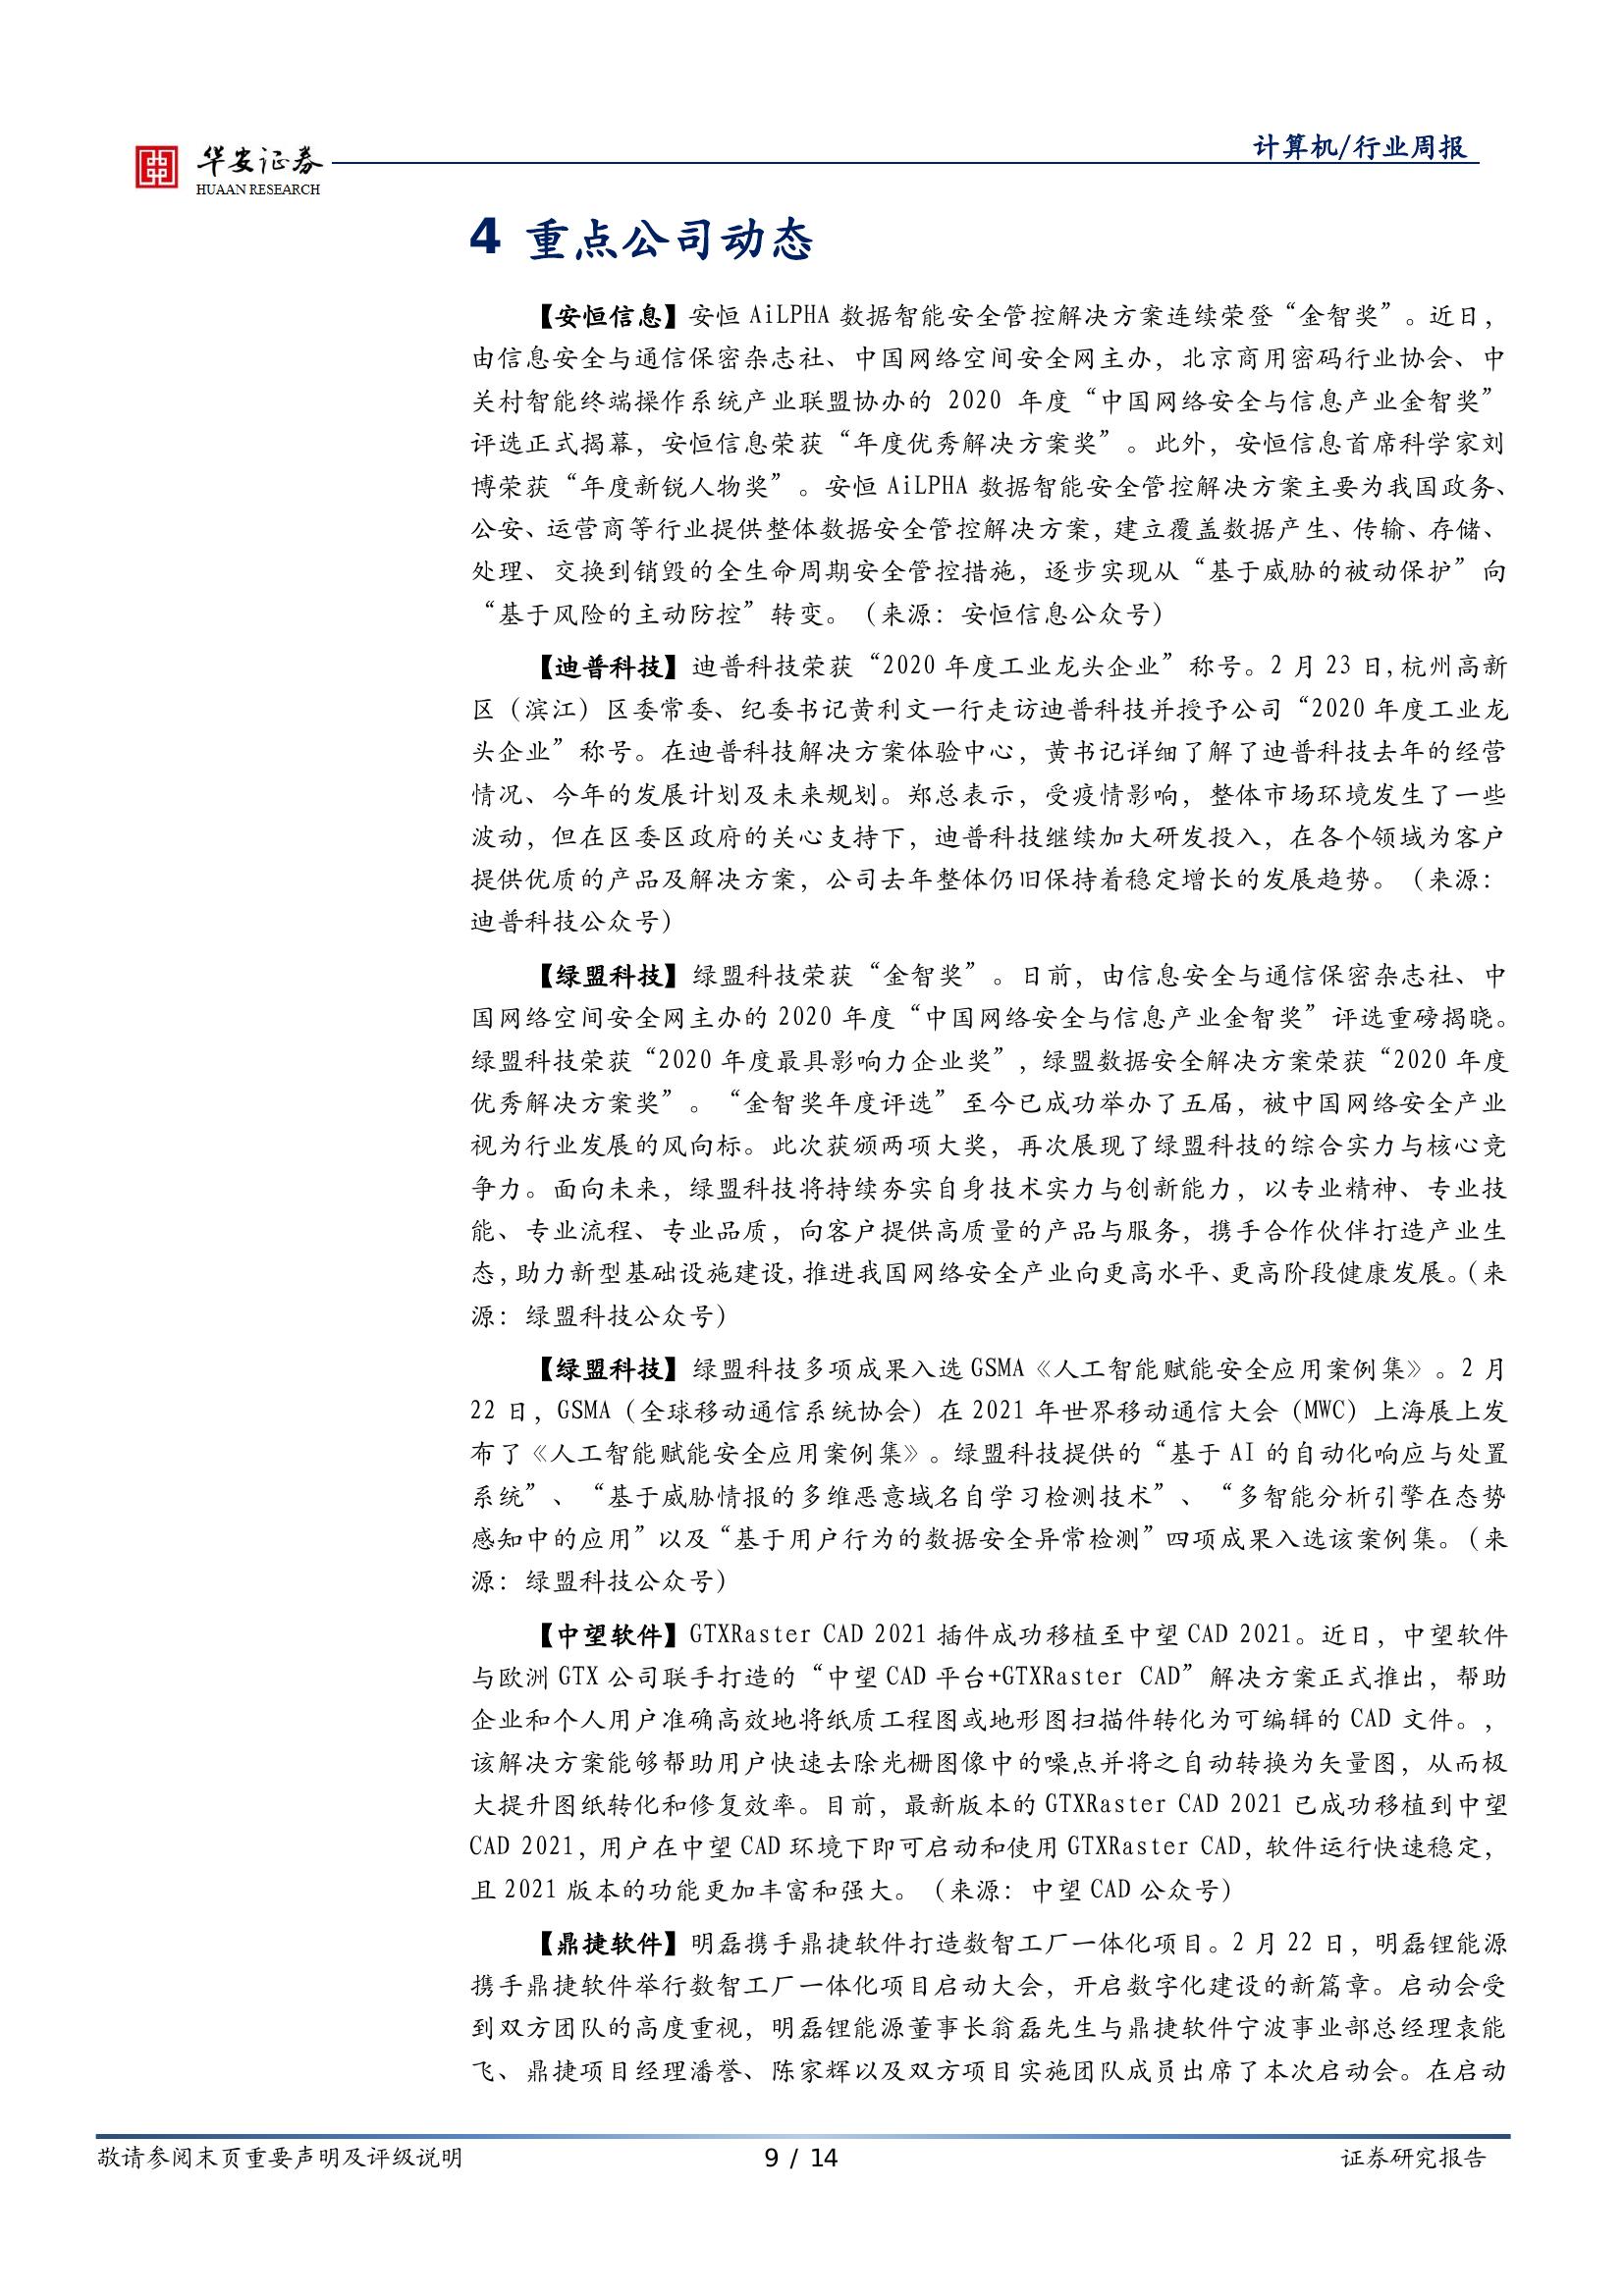 华安证券
HUAAN RESEARCH
计算机/行业周报
4 重点公司动态
【安恒信息】安恒 AiLPHA 数据智能安全管控解决方案连续荣登“金智奖”。近日，
由信息安全与通信保密杂志社、中国网络空间安全网主办，北京商用密码行业协会、中
关村智能终端操作系统产业联盟协办的 2020 年度“中国网络安全与信息产业金智奖”
评选正式揭幕，安恒信息荣获“年度优秀解决方案奖”。此外，安恒信息首席科学家刘
博荣获“年度新锐人物奖”。安恒 AiLPHA 数据智能安全管控解决方案主要为我国政务、
公安、运营商等行业提供整体数据安全管控解决方案，建立覆盖数据产生、传输、存储、
处理、交换到销毁的全生命周期安全管控措施，逐步实现从“基于威胁的被动保护”向
“基于风险的主动防控”转变。（来源：安恒信息公众号）
【迪普科技】迪普科技荣获“2020 年度工业龙头企业”称号。2 月 23 日,杭州高新
区（滨江）区委常委、纪委书记黄利文一行走访迪普科技并授予公司“2020 年度工业龙
头企业”称号。在迪普科技解决方案体验中心，黄书记详细了解了迪普科技去年的经营
情况、今年的发展计划及未来规划。郑总表示，受疫情影响，整体市场环境发生了一些
波动，但在区委区政府的关心支持下，迪普科技继续加大研发投入，在各个领域为客户
提供优质的产品及解决方案，公司去年整体仍旧保持着稳定增长的发展趋势。（来源：
迪普科技公众号）
【绿盟科技】绿盟科技荣获“金智奖”。日前，由信息安全与通信保密杂志社、中
国网络空间安全网主办的 2020 年度“中国网络安全与信息产业金智奖”评选重磅揭晓。
绿盟科技荣获“2020 年度最具影响力企业奖”，绿盟数据安全解决方案荣获“2020 年度
优秀解决方案奖”。“金智奖年度评选”至今已成功举办了五届，被中国网络安全产业
视为行业发展的风向标。此次获颁两项大奖，再次展现了绿盟科技的综合实力与核心竞
争力。面向未来，绿盟科技将持续夯实自身技术实力与创新能力，以专业精神、专业技
能、专业流程、专业品质，向客户提供高质量的产品与服务，携手合作伙伴打造产业生
态,助力新型基础设施建设,推进我国网络安全产业向更高水平、更高阶段健康发展。（来
源：绿盟科技公众号）
【绿盟科技】绿盟科技多项成果入选 GSMA《人工智能赋能安全应用案例集》。2 月
22 日，GSMA（全球移动通信系统协会）在 2021 年世界移动通信大会（MWC）上海展上发
布了《人工智能赋能安全应用案例集》。绿盟科技提供的“基于 AI 的自动化响应与处置
系统”、“基于威胁情报的多维恶意域名自学习检测技术”、“多智能分析引擎在态势
感知中的应用”以及“基于用户行为的数据安全异常检测”四项成果入选该案例集。（来
源：绿盟科技公众号）
【中望软件】GTXRaster CAD 2021 插件成功移植至中望 CAD 2021。近日，中望软件
与欧洲 GTX 公司联手打造的“中望 CAD 平台+GTXRaster CAD”解决方案正式推出，帮助
企业和个人用户准确高效地将纸质工程图或地形图扫描件转化为可编辑的 CAD 文件。，
该解决方案能够帮助用户快速去除光栅图像中的噪点并将之自动转换为矢量图，从而极
大提升图纸转化和修复效率。目前，最新版本的 GTXRaster CAD 2021 已成功移植到中望
CAD 2021，用户在中望 CAD 环境下即可启动和使用 GTXRaster CAD，软件运行快速稳定，
且 2021 版本的功能更加丰富和强大。（来源：中望 CAD 公众号）
【鼎捷软件】明磊携手鼎捷软件打造数智工厂一体化项目。2 月 22 日，明磊锂能源
携手鼎捷软件举行数智工厂一体化项目启动大会，开启数字化建设的新篇章。启动会受
到双方团队的高度重视，明磊锂能源董事长翁磊先生与鼎捷软件宁波事业部总经理袁能
飞、鼎捷项目经理潘誉、陈家辉以及双方项目实施团队成员出席了本次启动会。在启动
敬请参阅末页重要声明及评级说明
9 / 14
证券研究报告